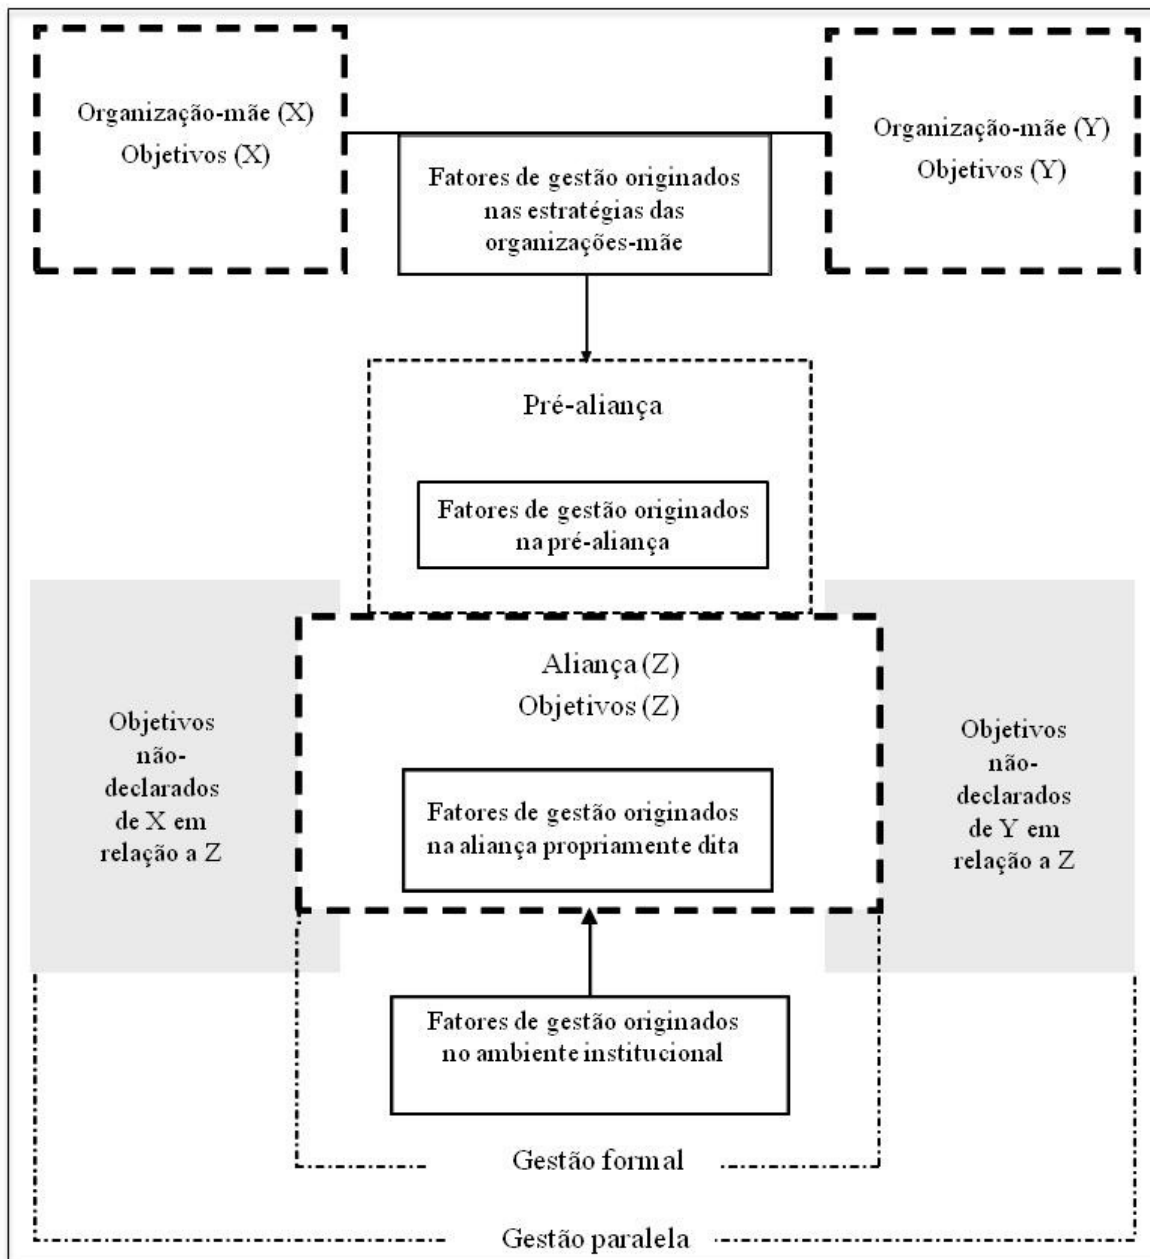 Organização-mãe (X)
Objetivos (X)
Organização-mãe (Y)
Objetivos (Y)
Fatores de gestão originados
nas estratégias das
organizações-mãe
Pré-aliança
Fatores de gestão originados
na pré-aliança
Aliança (Z)
Objetivos (Z)
Objetivos
não-
declarados
de X em
relação a Z
Fatores de gestão originados
na aliança propriamente dita
Objetivos
não-
declarados
de Y em
relação a Z
Fatores de gestão originados
no ambiente institucional
Gestão formal
Gestão paralela